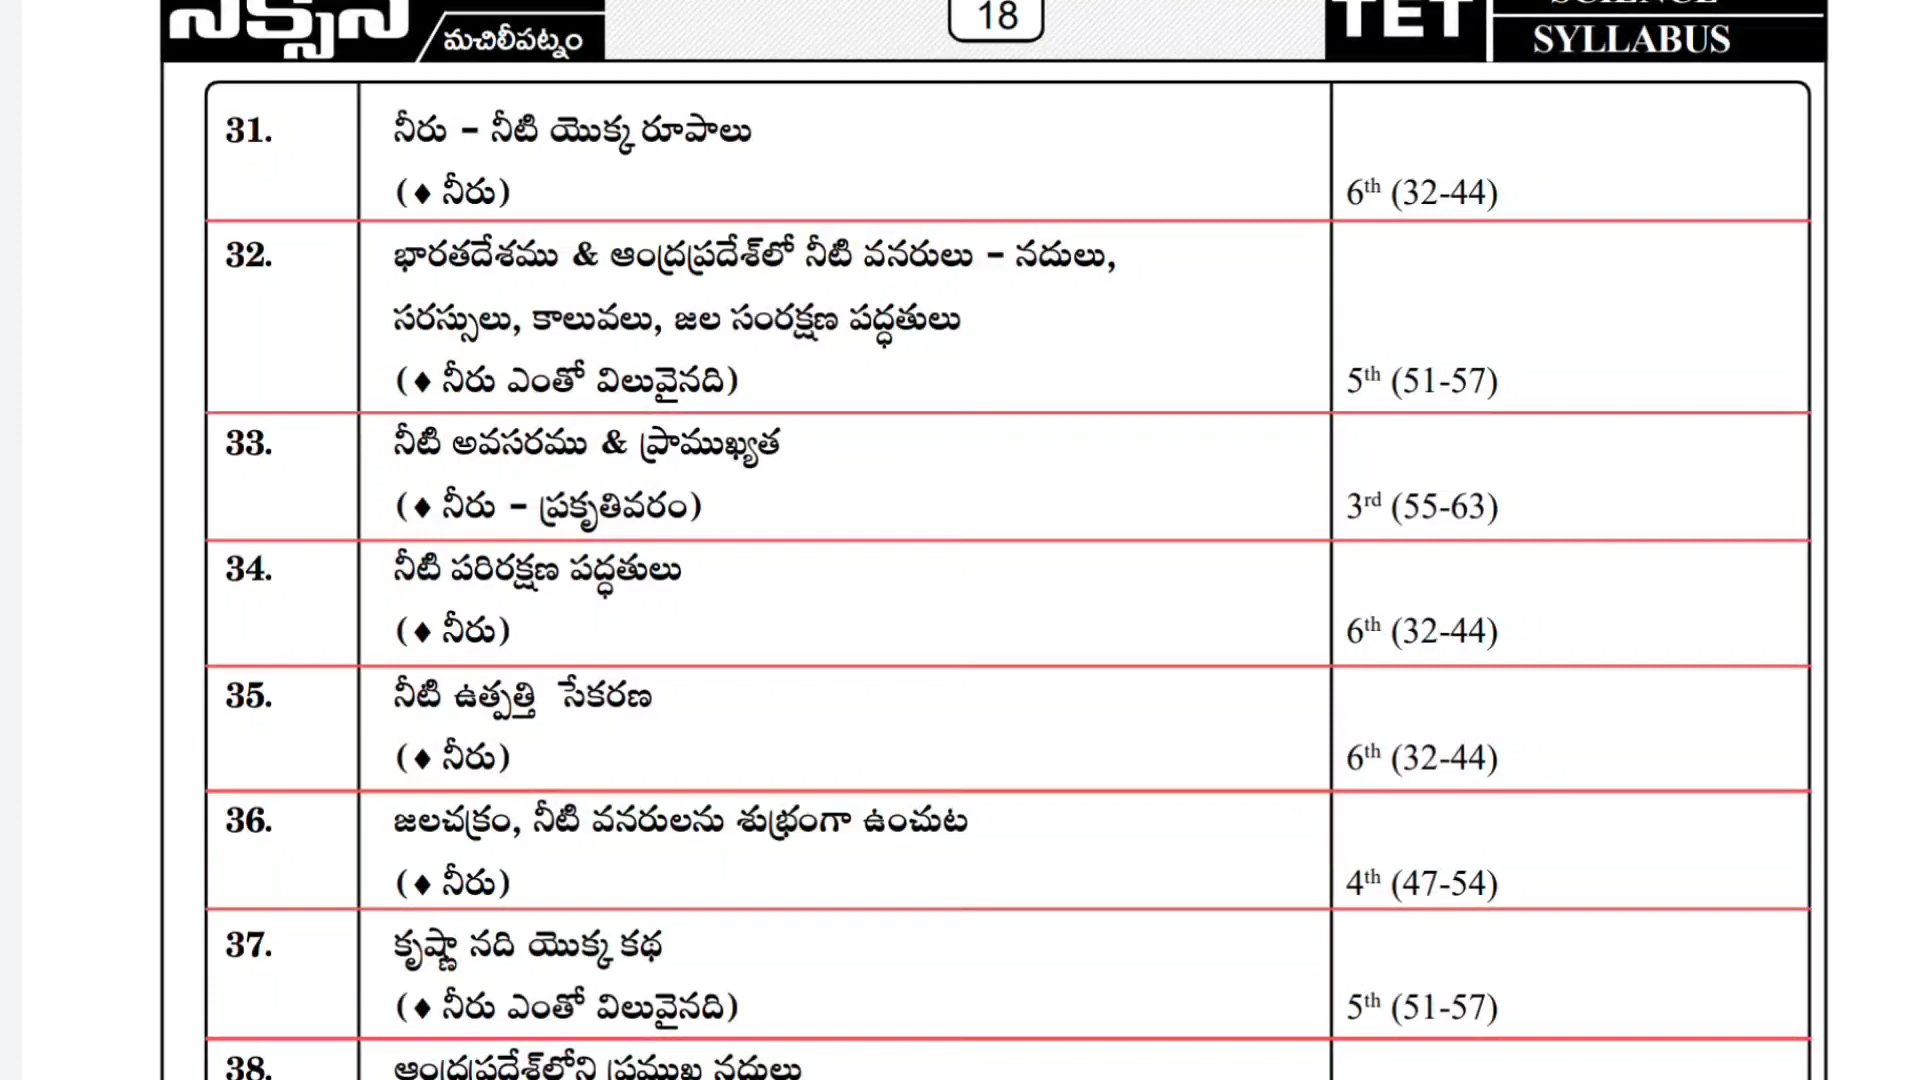 నెక్సస్
మచిలీపట్నం
18
TET
SCIENCE
SYLLABUS
31. నీరు – నీటి యొక్క రూపాలు
(♦ నీరు) 6th (32-44)
32. భారతదేశము & ఆంధ్రప్రదేశ్‌లో నీటి వనరులు – నదులు,
సరస్సులు, కాలువలు, జల సంరక్షణ పద్ధతులు
(♦ నీరు ఎంతో విలువైనది) 5th (51-57)
33. నీటి అవసరము & ప్రాముఖ్యత
(♦ నీరు – ప్రకృతివరం) 3rd (55-63)
34. నీటి పరిరక్షణ పద్ధతులు
(♦ నీరు) 6th (32-44)
35. నీటి ఉత్పత్తి సేకరణ
(♦ నీరు) 6th (32-44)
36. జలచక్రం, నీటి వనరులను శుభ్రంగా ఉంచుట
(♦ నీరు) 4th (47-54)
37. కృష్ణా నది యొక్క కథ
(♦ నీరు ఎంతో విలువైనది) 5th (51-57)
38. ఆంధ్రప్రదేశ్‌లోని ప్రముఖ నదులు